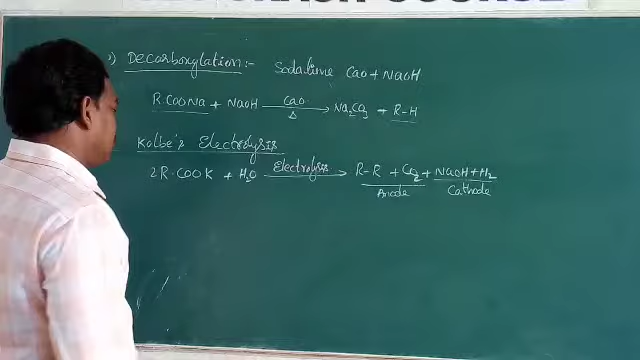 Decarboxylation:- Sodalime CaO + NaOH
R.COONa + NaOH CaO Δ → Na2CO3 + R-H
Kolbe's Electrolysis
2R.COOK + H2O Electrolysis → R-R + CO2 + NaOH + H2
Anode Cathode